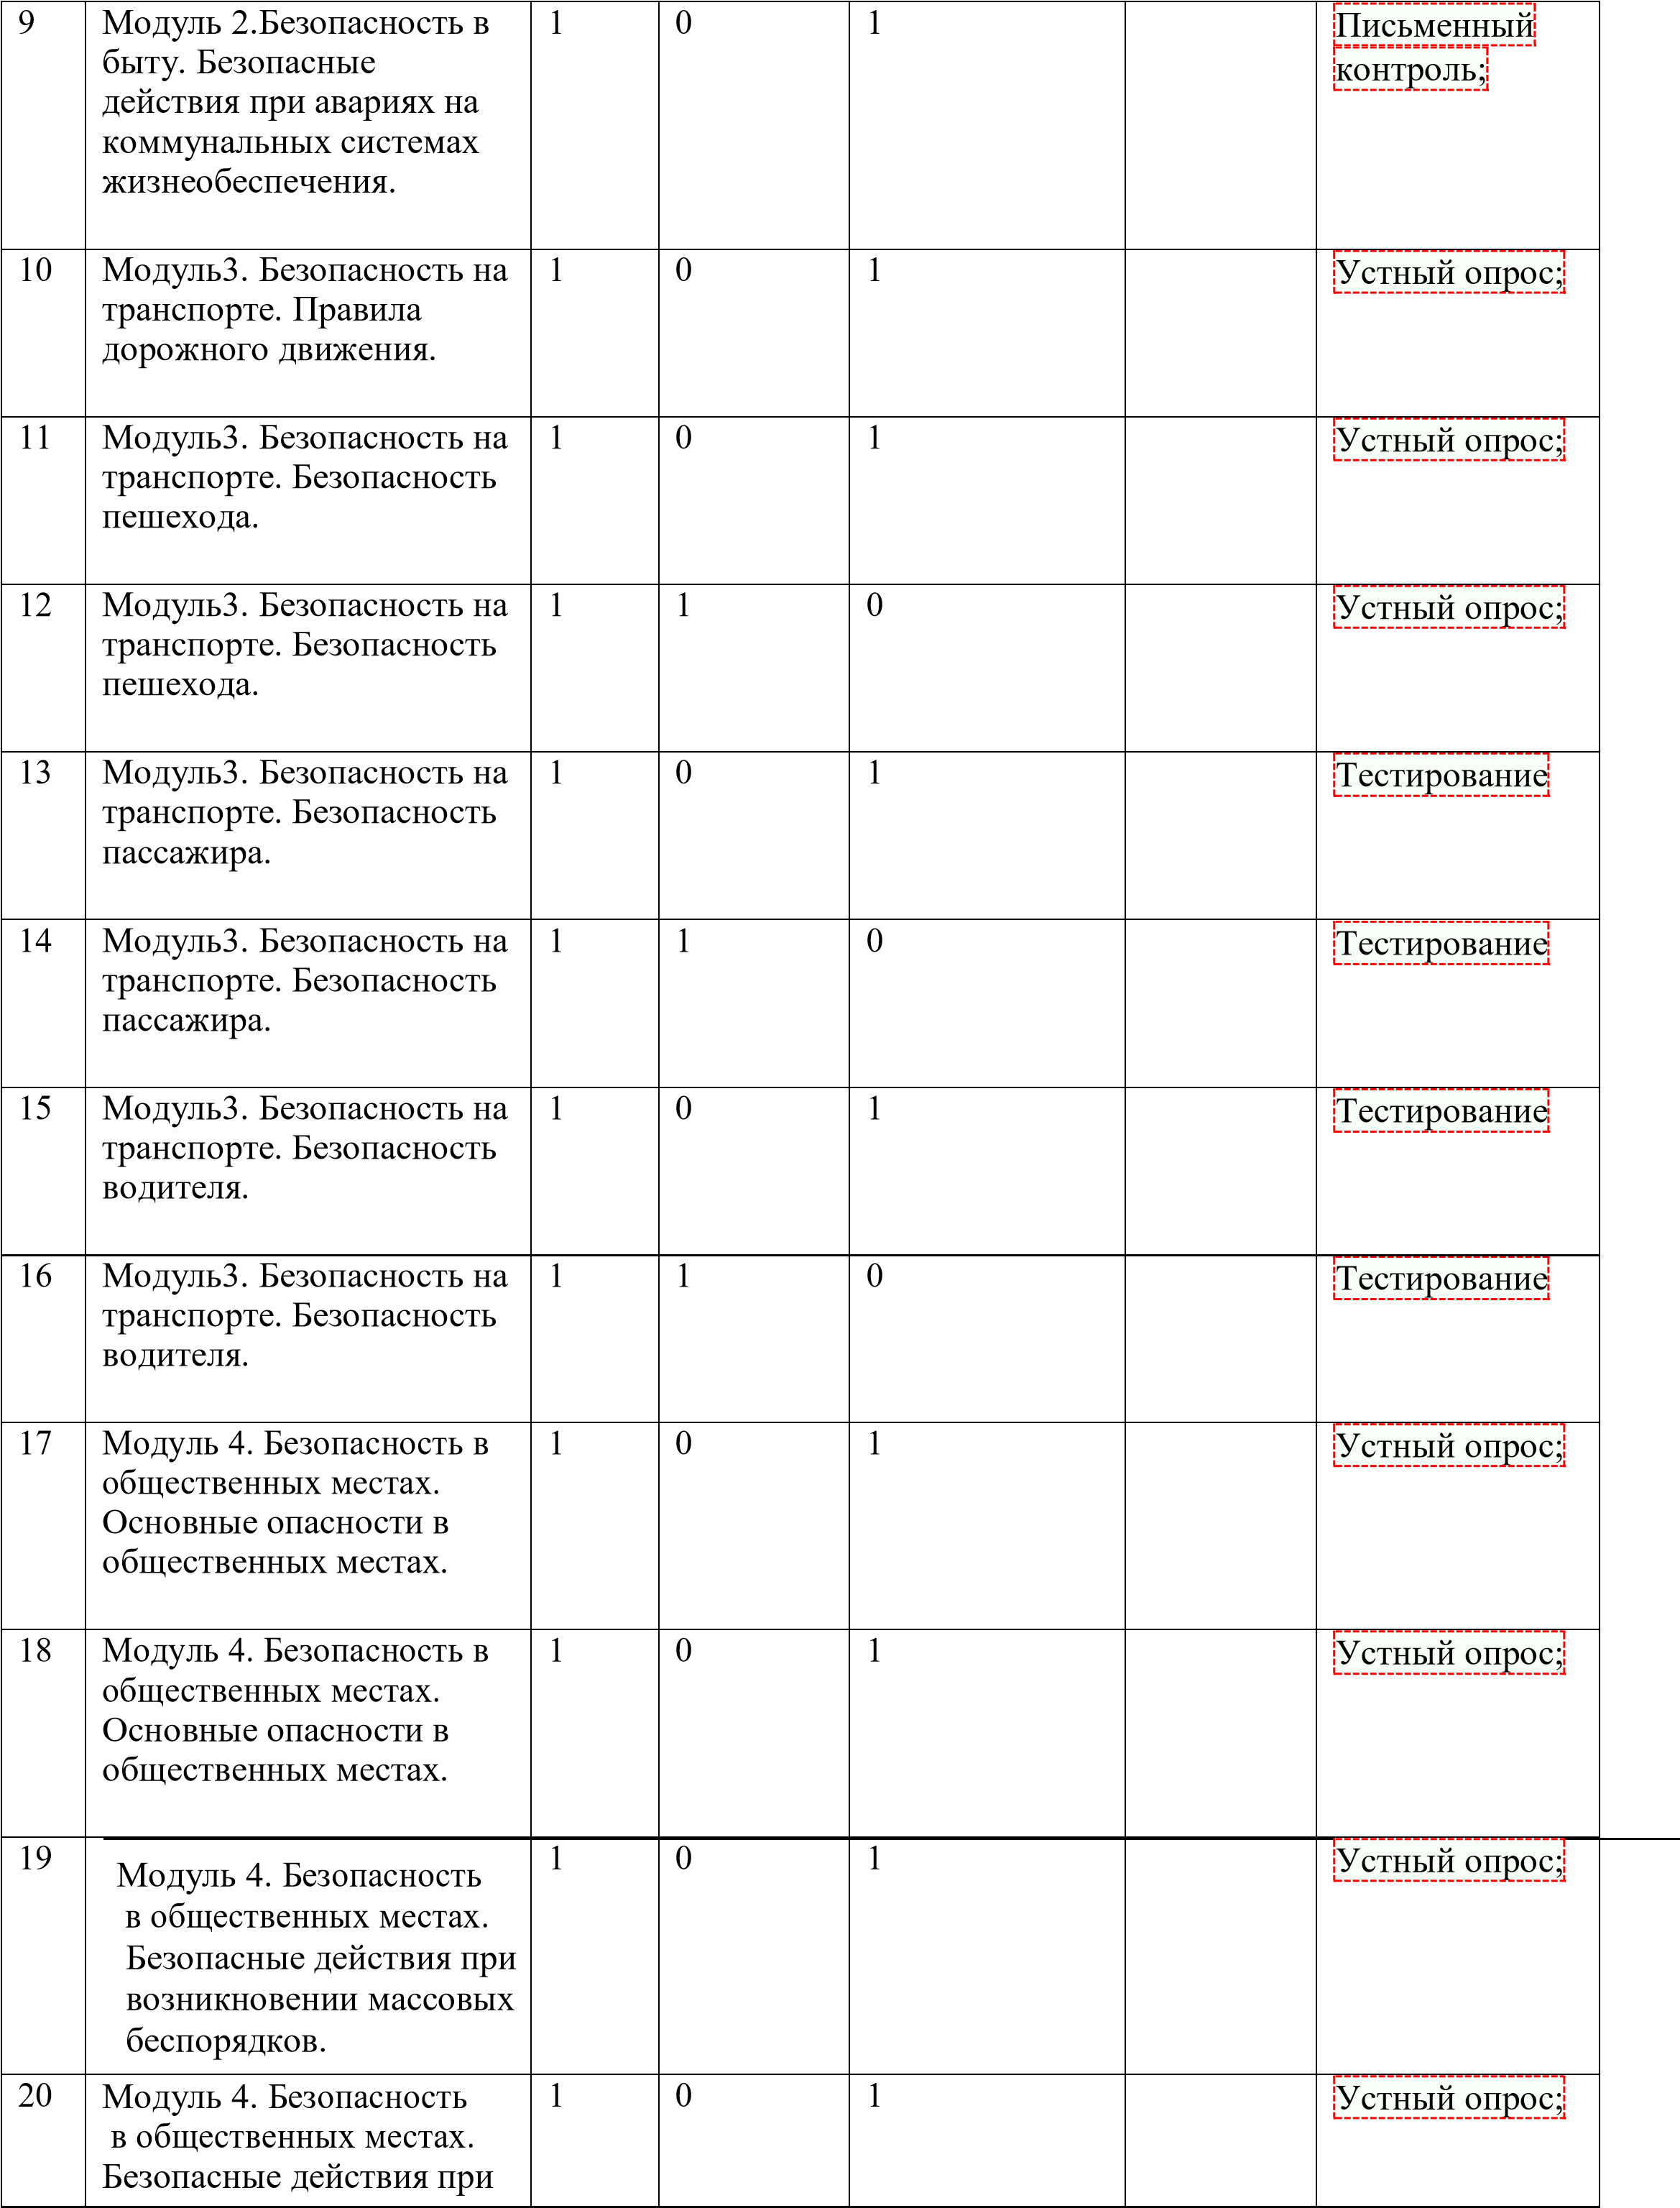 9 Модуль 2.Безопасность в 1 0 1 Письменный
быту. Безопасные контроль;
действия при авариях на
коммунальных системах
жизнеобеспечения.
10 Модуль3. Безопасность на 1 0 1 Устный опрос;
транспорте. Правила
дорожного движения.
11 Модуль3. Безопасность на 1 0 1 Устный опрос;
транспорте. Безопасность
пешехода.
12 Модуль3. Безопасность на 1 1 0 Устный опрос;
транспорте. Безопасность
пешехода.
13 Модуль3. Безопасность на 1 0 1 Тестирование
транспорте. Безопасность
пассажира.
14 Модуль3. Безопасность на 1 1 0 Тестирование
транспорте. Безопасность
пассажира.
15 Модуль3. Безопасность на 1 0 1 Тестирование
транспорте. Безопасность
водителя.
16 Модуль3. Безопасность на 1 1 0 Тестирование
транспорте. Безопасность
водителя.
17 Модуль 4. Безопасность в 1 0 1 Устный опрос;
общественных местах.
Основные опасности в
общественных местах.
18 Модуль 4. Безопасность в 1 0 1 Устный опрос;
общественных местах.
Основные опасности в
общественных местах.
19 Модуль 4. Безопасность 1 0 1 Устный опрос;
в общественных местах.
Безопасные действия при
возникновении массовых
беспорядков.
20 Модуль 4. Безопасность 1 0 1 Устный опрос;
в общественных местах.
Безопасные действия при